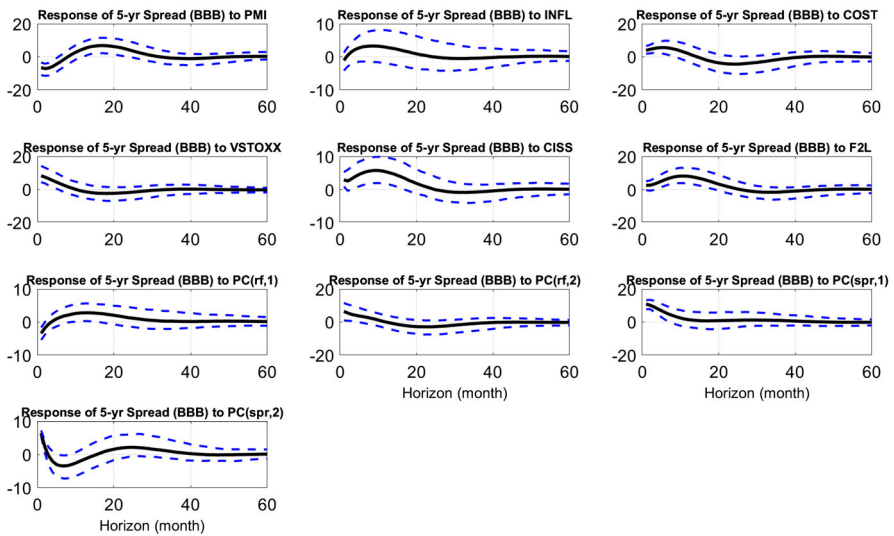 Response of 5-yr Spread (BBB) to PMI
20
0
-20
0 20 40 60
Response of 5-yr Spread (BBB) to INFL
10
0
-10
0 20 40 60
Response of 5-yr Spread (BBB) to COST
20
0
-20
0 20 40 60
Response of 5-yr Spread (BBB) to VSTOXX
20
0
-20
0 20 40 60
Response of 5-yr Spread (BBB) to CISS
10
0
-10
0 20 40 60
Response of 5-yr Spread (BBB) to F2L
20
0
-20
0 20 40 60
Response of 5-yr Spread (BBB) to PC(rf,1)
10
0
-10
0 20 40 60
Response of 5-yr Spread (BBB) to PC(rf,2)
20
0
-20
0 20 40 60
Horizon (month)
Response of 5-yr Spread (BBB) to PC(spr,1)
20
0
-20
0 20 40 60
Horizon (month)
Response of 5-yr Spread (BBB) to PC(spr,2)
10
0
-10
0 20 40 60
Horizon (month)